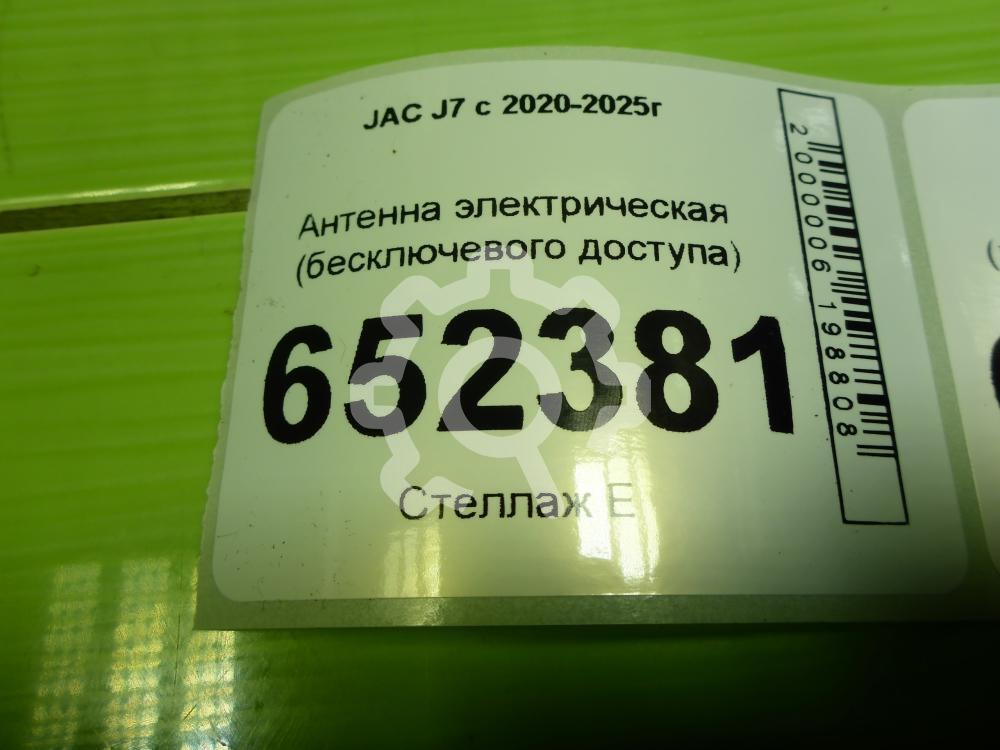 JAC J7 с 2020-2025г
Антенна электрическая
(бесключевого доступа)
652381
Стеллаж E
2000006198808